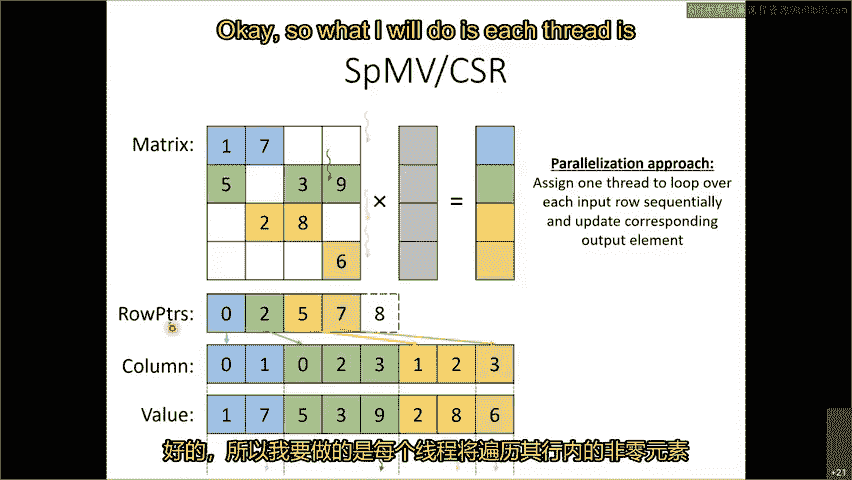 Okay, so what I will do is each thread is
SpMV/CSR
Matrix:
1 7
5 3 9
2 8
6
×
=
Parallelization approach:
Assign one thread to loop over
each input row sequentially
and update corresponding
output element
RowPtrs: 0 2 5 7 8
Column: 0 1 0 2 3 1 2 3
Value: 1 7 5 3 9 2 8 6
好的，所以我要做的是每个线程将遍历其行内的非零元素
+21